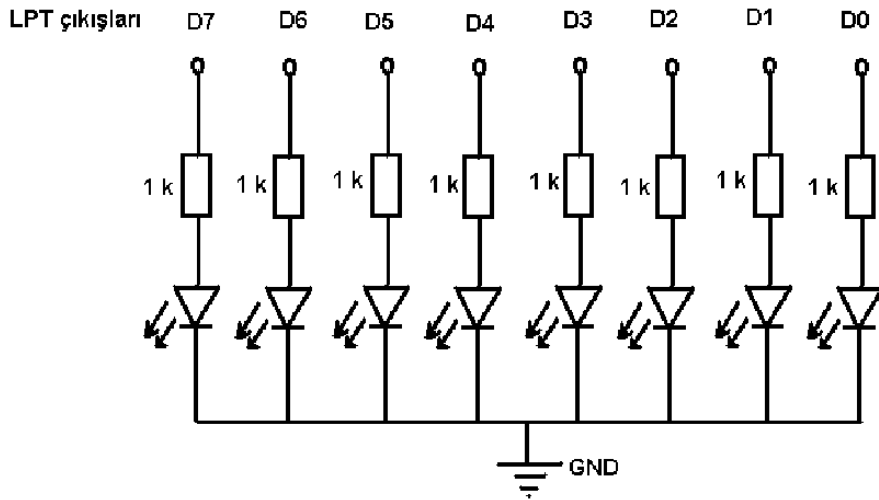 LPT çıkışları D7 D6 D5 D4 D3 D2 D1 D0
1 k 1 k 1 k 1 k 1 k 1 k 1 k 1 k
GND